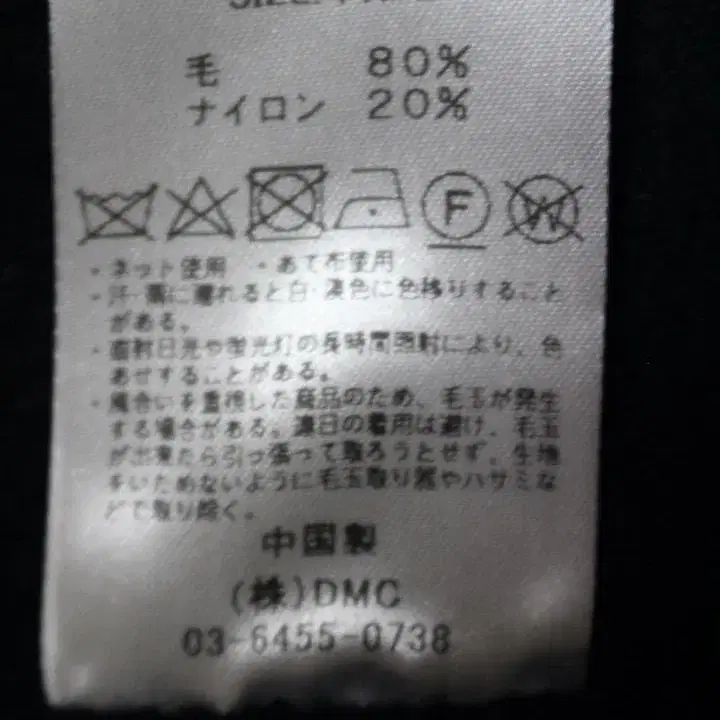 毛 80%
ナイロン 20%
F
W
・ネット使用 ・あて布使用
・汗・雨に濡れると白・淡色に色移りすること
がある。
・直射日光や蛍光灯の長時間照射により、色
あせすることがある。
・風合いを重視した商品のため、毛玉が発生
する場合がある。連日の着用は避け、毛玉
が出来たら引っ張って取ろうとせず、生地
をいためないように毛玉取り器やハサミな
どで取り除く。
中国製
(株)DMC
03-6455-0738